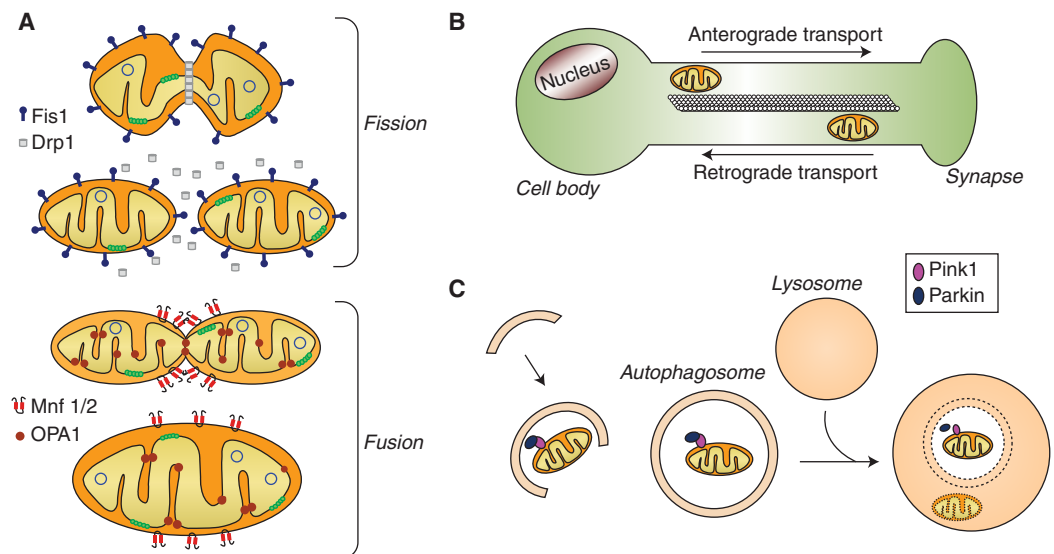 A
Fis1
Drp1
Fission
Mnf 1/2
OPA1
Fusion
B
Nucleus
Anterograde transport
Retrograde transport
Cell body
Synapse
C
Pink1
Parkin
Lysosome
Autophagosome